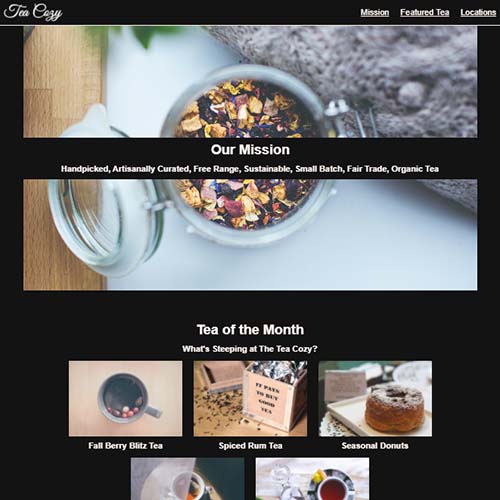 Tea Cozy
Mission Featured Tea Locations
Our Mission
Handpicked, Artisanally Curated, Free Range, Sustainable, Small Batch, Fair Trade, Organic Tea
Tea of the Month
What's Steeping at The Tea Cozy?
IT PAYS
TO BUY
GOOD
TEA
Fall Berry Blitz Tea
Spiced Rum Tea
Seasonal Donuts